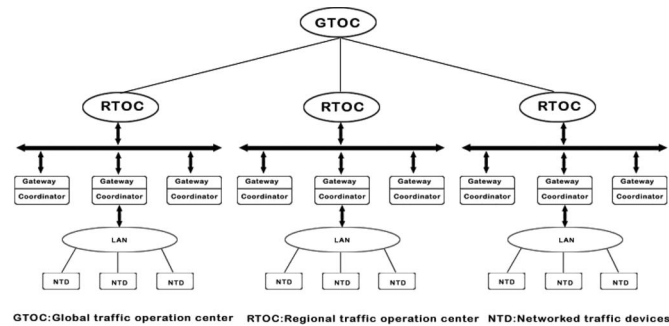 GTOC
RTOC RTOC RTOC
Gateway Gateway Gateway Gateway Gateway Gateway Gateway Gateway Gateway
Coordinator Coordinator Coordinator Coordinator Coordinator Coordinator Coordinator Coordinator Coordinator
LAN LAN LAN
NTD NTD NTD NTD NTD NTD NTD NTD NTD
GTOC:Global traffic operation center RTOC:Regional traffic operation center NTD:Networked traffic devices